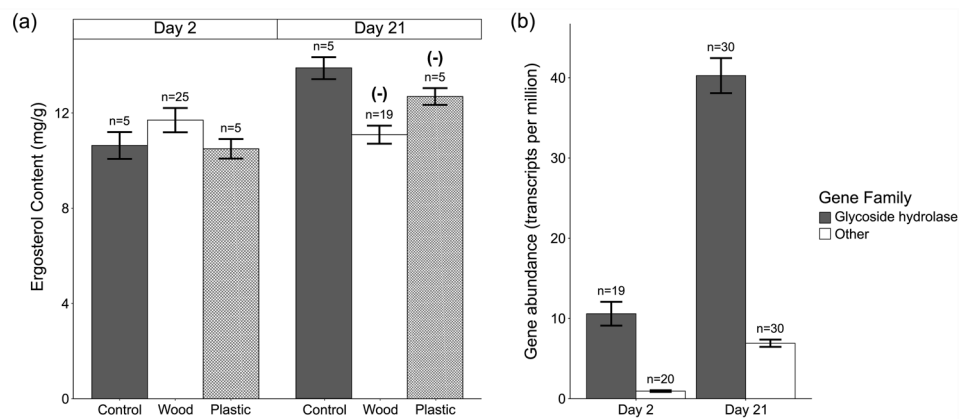 (a)
Day 2
Day 21
Ergosterol Content (mg/g)
12
8
4
0
n=5
n=25
n=5
n=5
(-)
n=19
(-)
n=5
Control
Wood
Plastic
Control
Wood
Plastic
(b)
Gene abundance (transcripts per million)
40
30
20
10
0
n=19
n=20
n=30
n=30
Day 2
Day 21
Gene Family
Glycoside hydrolase
Other